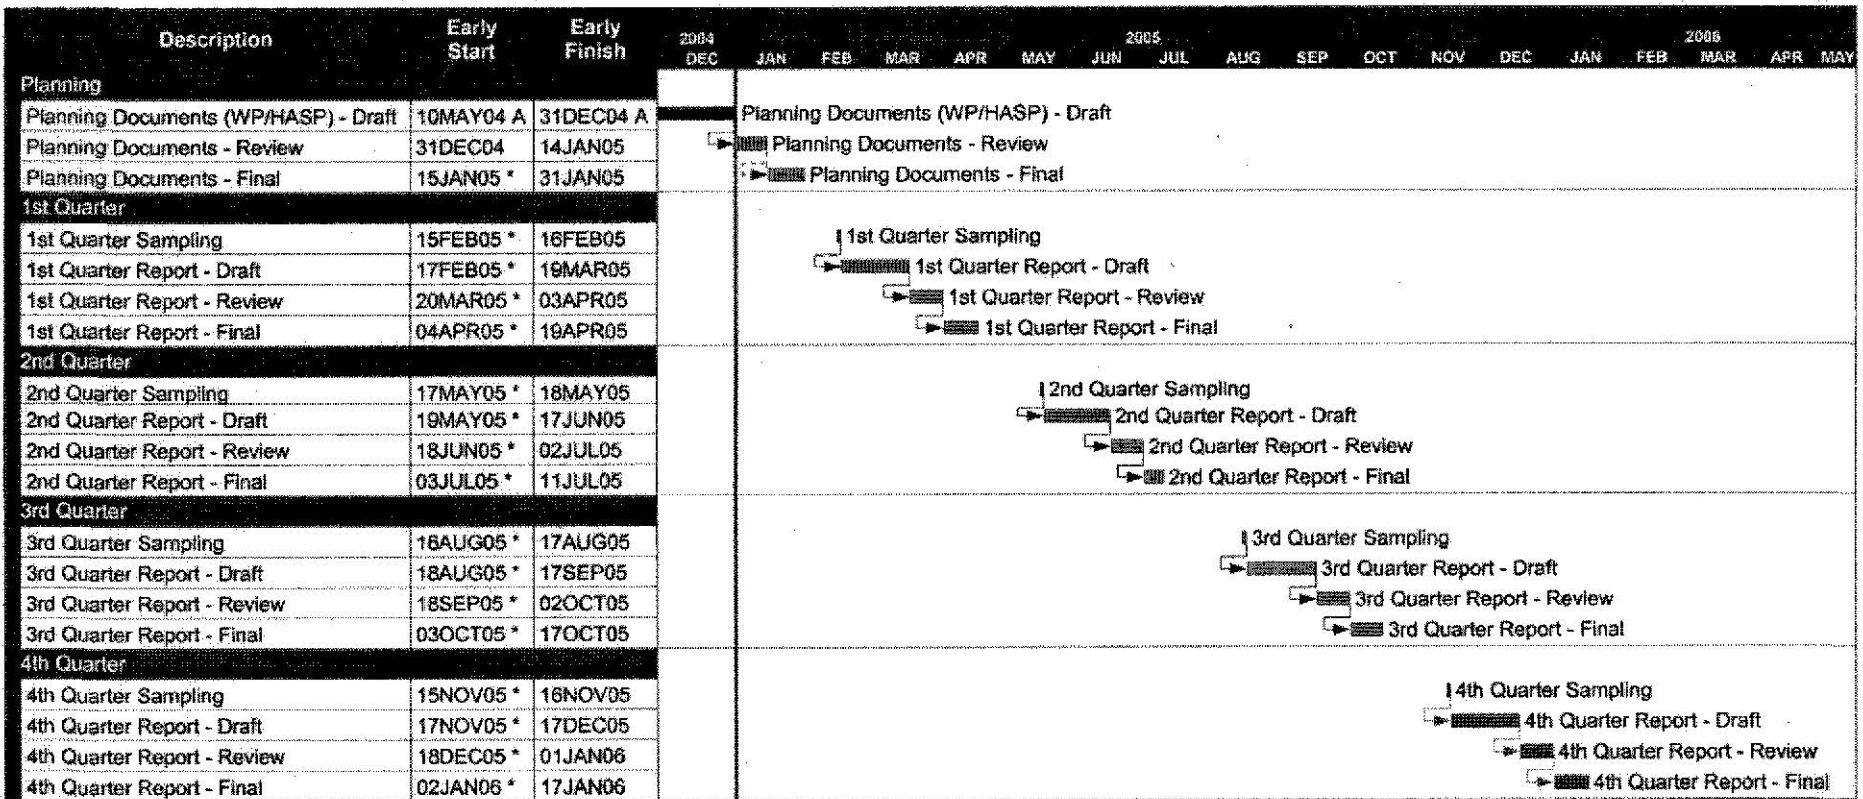 Description Early Start Early Finish 2004 2005 2006
DEC JAN FEB MAR APR MAY JUN JUL AUG SEP OCT NOV DEC JAN FEB MAR APR MAY
Planning
Planning Documents (WP/HASP) - Draft 10MAY04 A 31DEC04 A Planning Documents (WP/HASP) - Draft
Planning Documents - Review 31DEC04 14JAN05 Planning Documents - Review
Planning Documents - Final 15JAN05 * 31JAN05 Planning Documents - Final
1st Quarter
1st Quarter Sampling 15FEB05 * 16FEB05 1st Quarter Sampling
1st Quarter Report - Draft 17FEB05 * 19MAR05 1st Quarter Report - Draft
1st Quarter Report - Review 20MAR05 * 03APR05 1st Quarter Report - Review
1st Quarter Report - Final 04APR05 * 19APR05 1st Quarter Report - Final
2nd Quarter
2nd Quarter Sampling 17MAY05 * 18MAY05 2nd Quarter Sampling
2nd Quarter Report - Draft 19MAY05 * 17JUN05 2nd Quarter Report - Draft
2nd Quarter Report - Review 18JUN05 * 02JUL05 2nd Quarter Report - Review
2nd Quarter Report - Final 03JUL05 * 11JUL05 2nd Quarter Report - Final
3rd Quarter
3rd Quarter Sampling 16AUG05 * 17AUG05 3rd Quarter Sampling
3rd Quarter Report - Draft 18AUG05 * 17SEP05 3rd Quarter Report - Draft
3rd Quarter Report - Review 18SEP05 * 02OCT05 3rd Quarter Report - Review
3rd Quarter Report - Final 03OCT05 * 17OCT05 3rd Quarter Report - Final
4th Quarter
4th Quarter Sampling 15NOV05 * 16NOV05 4th Quarter Sampling
4th Quarter Report - Draft 17NOV05 * 17DEC05 4th Quarter Report - Draft
4th Quarter Report - Review 18DEC05 * 01JAN06 4th Quarter Report - Review
4th Quarter Report - Final 02JAN06 * 17JAN06 4th Quarter Report - Final